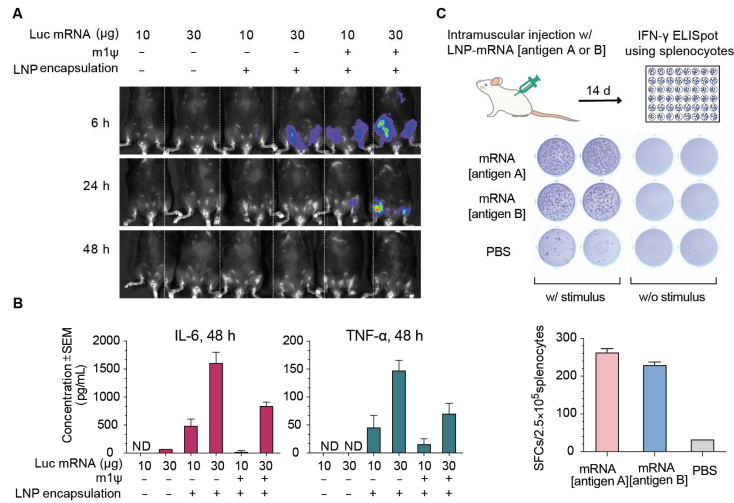 A
Luc mRNA (μg) 10 30 10 30 10 30
m1ψ – – – – + +
LNP encapsulation – – + + + +
6 h
24 h
48 h
B
IL-6, 48 h
Concentration ± SEM
(pg/mL)
2000
1500
1000
500
0
ND
Luc mRNA (μg) 10 30 10 30 10 30
m1ψ – – – – + +
LNP encapsulation – – + + + +
TNF-α, 48 h
200
150
100
50
0
ND ND
10 30 10 30 10 30
– – – – + +
– – + + + +
C
Intramuscular injection w/
LNP-mRNA [antigen A or B]
14 d
IFN-γ ELISpot
using splenocytes
mRNA
[antigen A]
mRNA
[antigen B]
PBS
w/ stimulus
w/o stimulus
SFCs/2.5×10⁵splenocytes
300
200
100
0
mRNA
[antigen A]
mRNA
[antigen B]
PBS